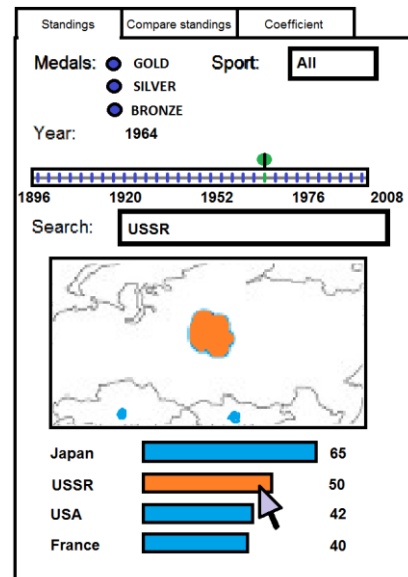 Standings Compare standings Coefficient
Medals: GOLD Sport: All
SILVER
BRONZE
Year: 1964
1896 1920 1952 1976 2008
Search: USSR
Japan 65
USSR 50
USA 42
France 40